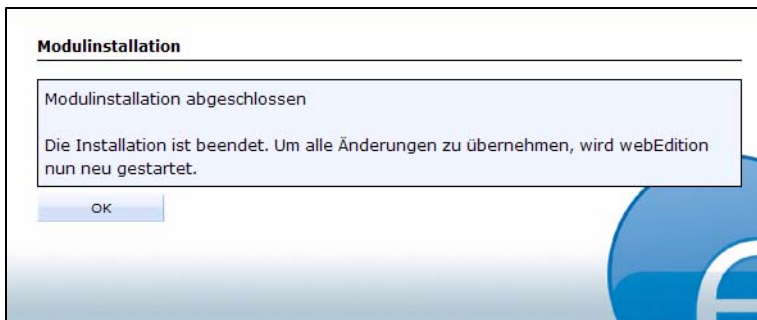 Modulinstallation
Modulinstallation abgeschlossen
Die Installation ist beendet. Um alle Änderungen zu übernehmen, wird webEdition
nun neu gestartet.
OK